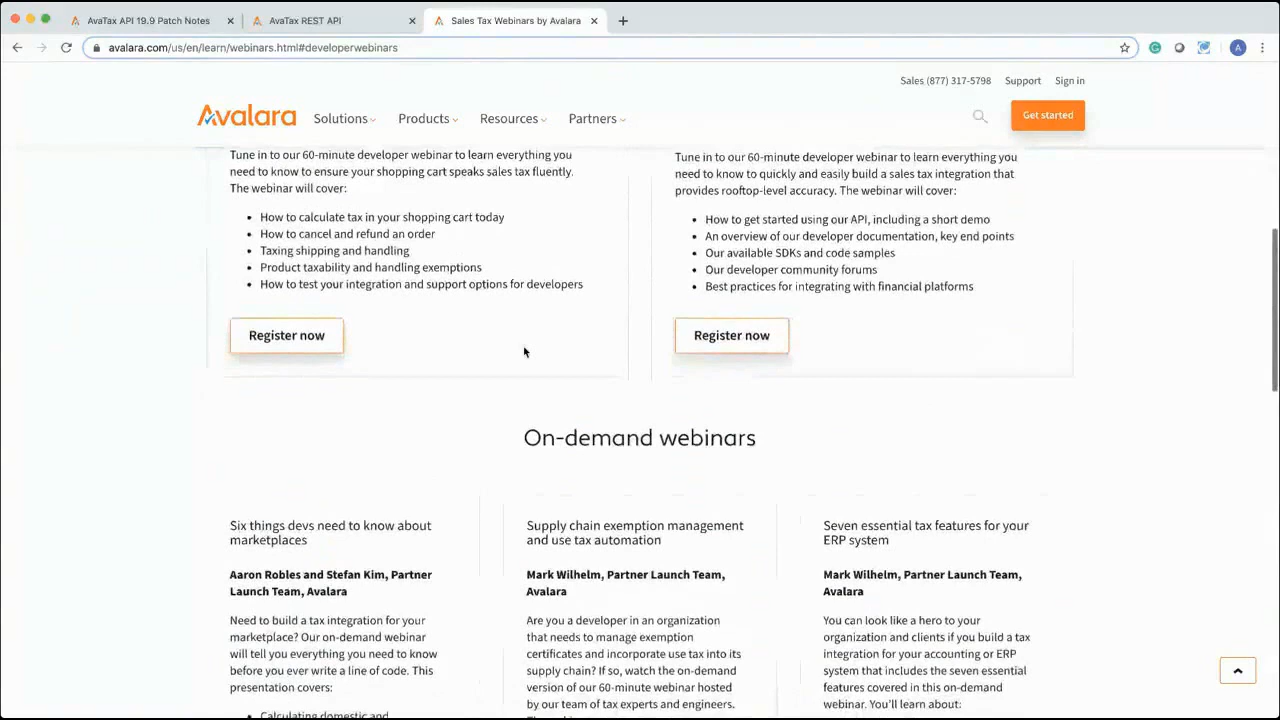 AvaTax API 19.9 Patch Notes
AvaTax REST API
Sales Tax Webinars by Avalara
avalara.com/us/en/learn/webinars.html#developerwebinars
A
Sales (877) 317-5798 Support Sign in
Avalara
Solutions Products Resources Partners
Get started
Tune in to our 60-minute developer webinar to learn everything you
need to know to ensure your shopping cart speaks sales tax fluently.
The webinar will cover:
• How to calculate tax in your shopping cart today
• How to cancel and refund an order
• Taxing shipping and handling
• Product taxability and handling exemptions
• How to test your integration and support options for developers
Register now
Tune in to our 60-minute developer webinar to learn everything you
need to know to quickly and easily build a sales tax integration that
provides rooftop-level accuracy. The webinar will cover:
• How to get started using our API, including a short demo
• An overview of our developer documentation, key end points
• Our available SDKs and code samples
• Our developer community forums
• Best practices for integrating with financial platforms
Register now
On-demand webinars
Six things devs need to know about
marketplaces
Aaron Robles and Stefan Kim, Partner
Launch Team, Avalara
Need to build a tax integration for your
marketplace? Our on-demand webinar
will tell you everything you need to know
before you ever write a line of code. This
presentation covers:
• Calculating domestic and
Supply chain exemption management
and use tax automation
Mark Wilhelm, Partner Launch Team,
Avalara
Are you a developer in an organization
that needs to manage exemption
certificates and incorporate use tax into its
supply chain? If so, watch the on-demand
version of our 60-minute webinar hosted
by our team of tax experts and engineers.
Seven essential tax features for your
ERP system
Mark Wilhelm, Partner Launch Team,
Avalara
You can look like a hero to your
organization and clients if you build a tax
integration for your accounting or ERP
system that includes the seven essential
features covered in this on-demand
webinar. You'll learn about: